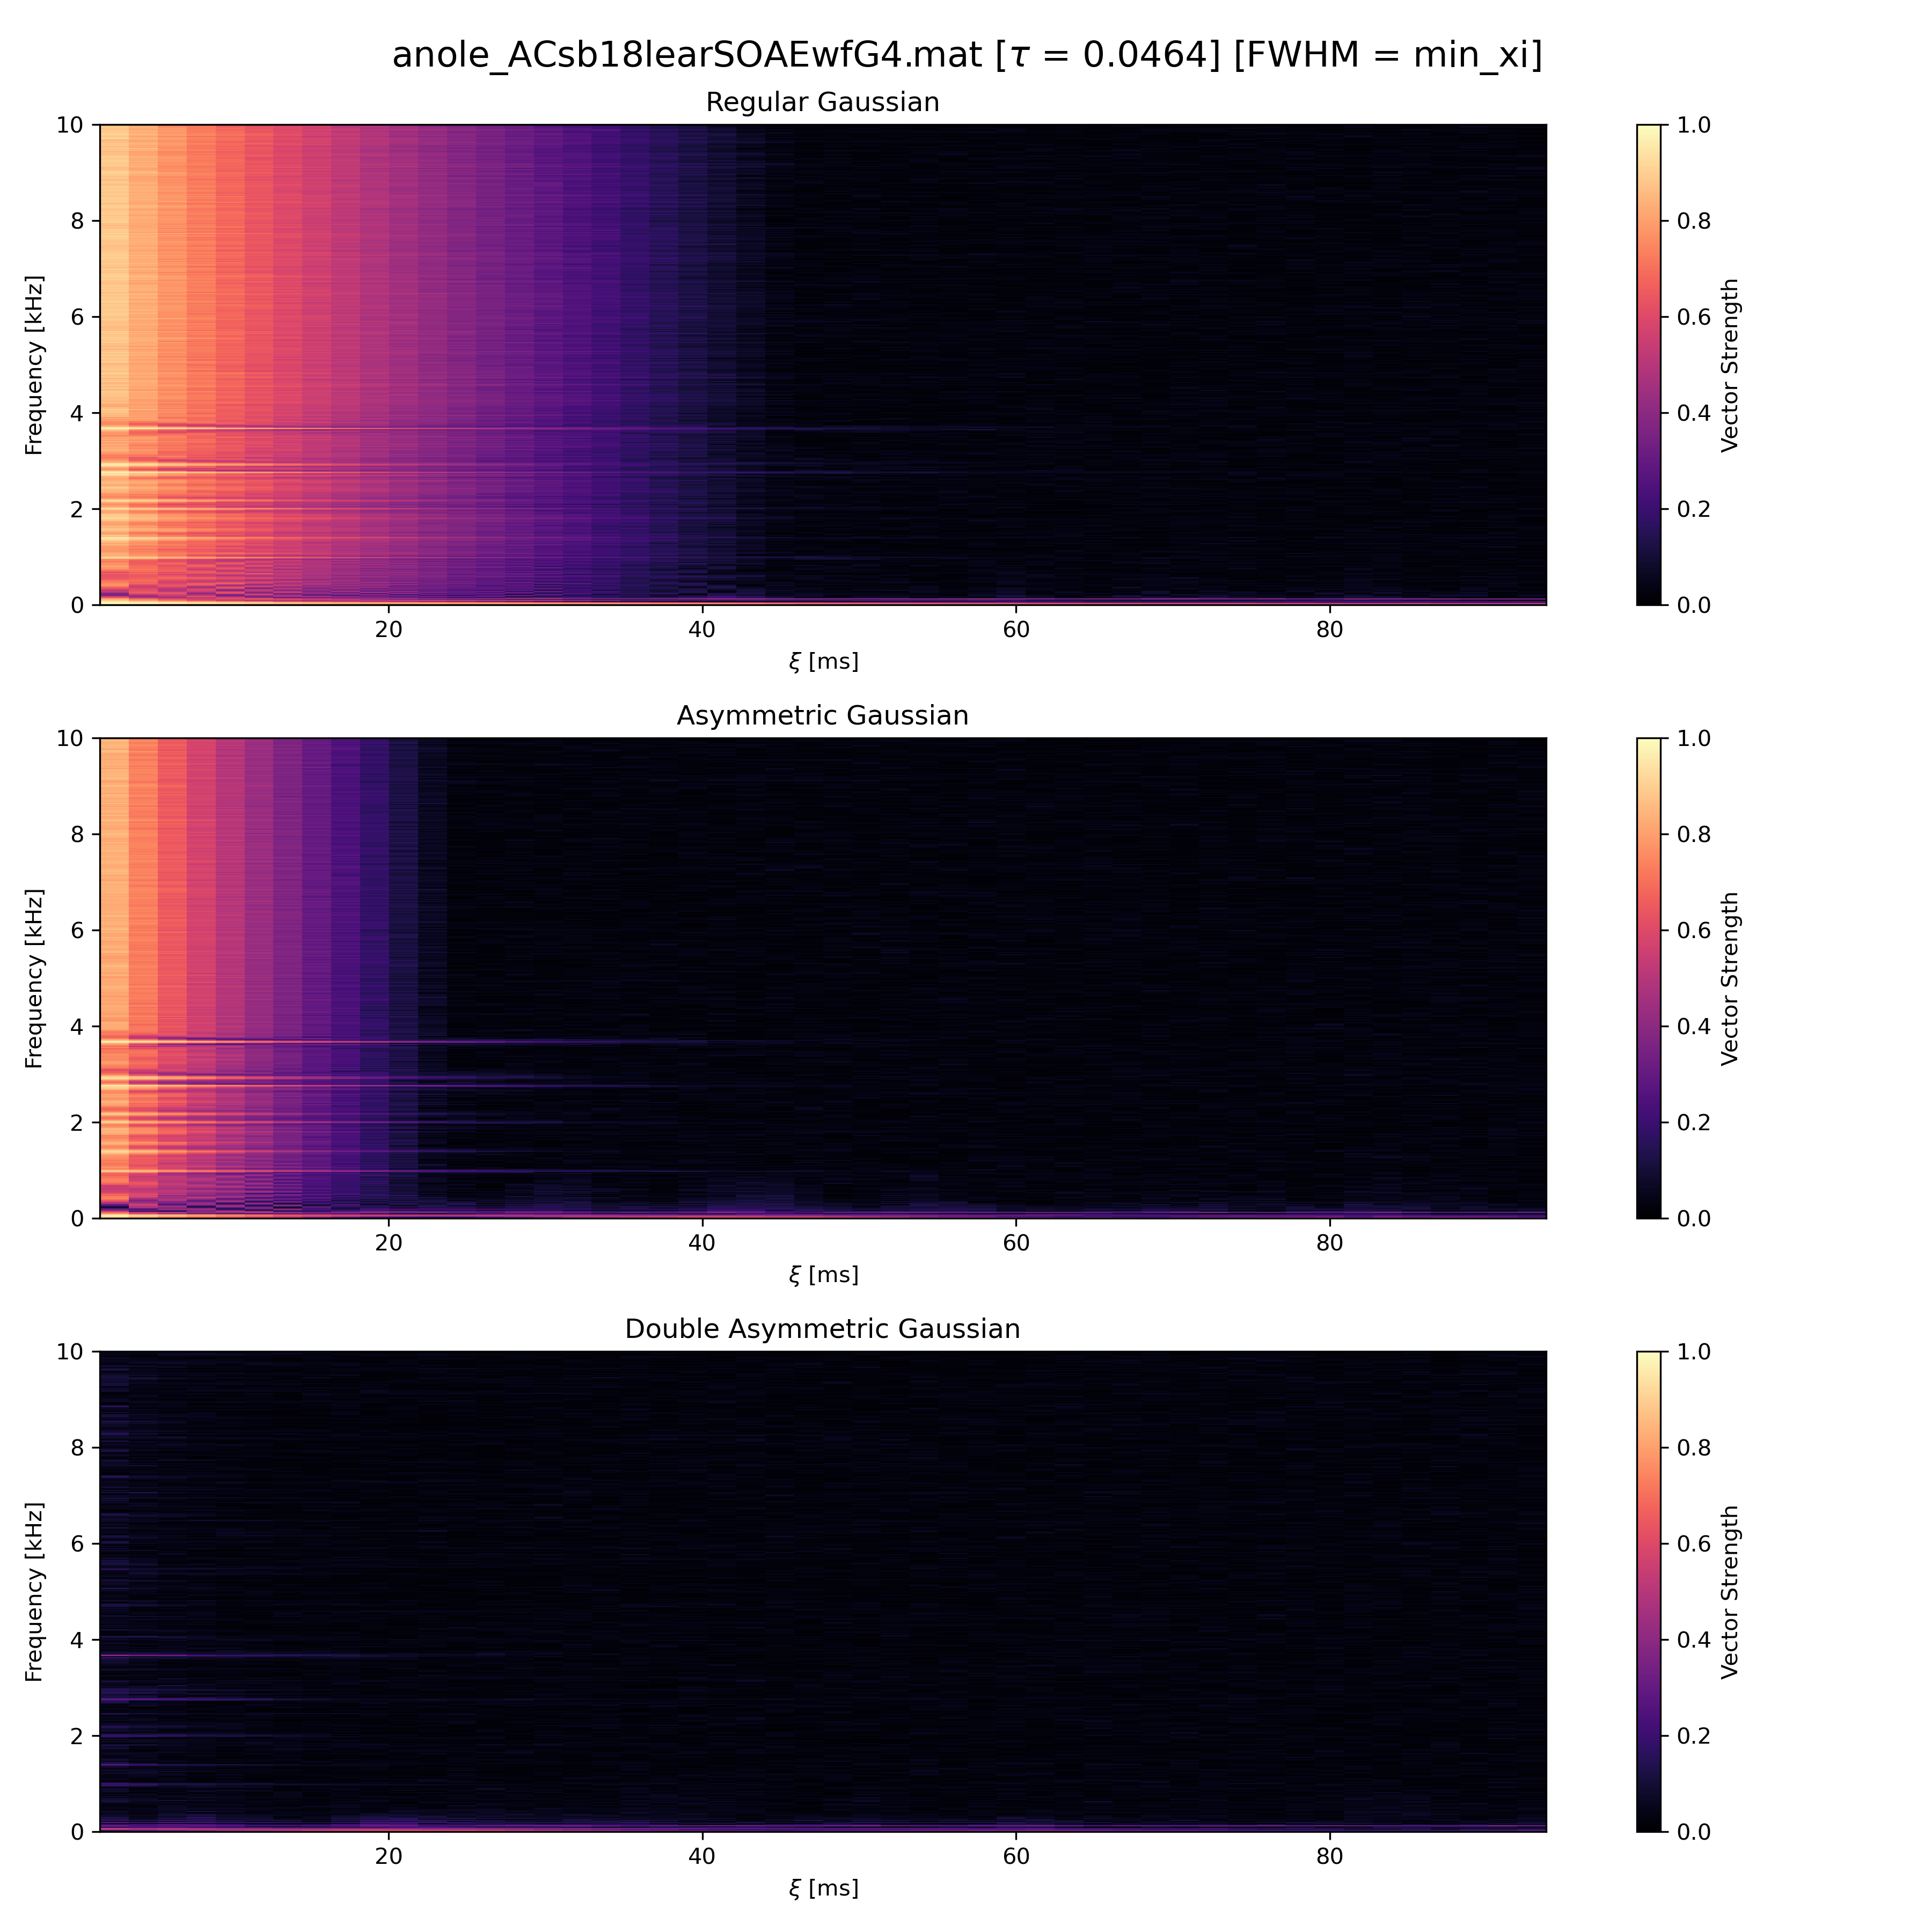 anole_ACsb18learSOAEwfG4.mat [τ = 0.0464] [FWHM = min_xi]
Regular Gaussian
10
8
6
4
2
0
Frequency [kHz]
20 40 60 80
ξ [ms]
1.0
0.8
0.6
0.4
0.2
0.0
Vector Strength
Asymmetric Gaussian
10
8
6
4
2
0
Frequency [kHz]
20 40 60 80
ξ [ms]
1.0
0.8
0.6
0.4
0.2
0.0
Vector Strength
Double Asymmetric Gaussian
10
8
6
4
2
0
Frequency [kHz]
20 40 60 80
ξ [ms]
1.0
0.8
0.6
0.4
0.2
0.0
Vector Strength